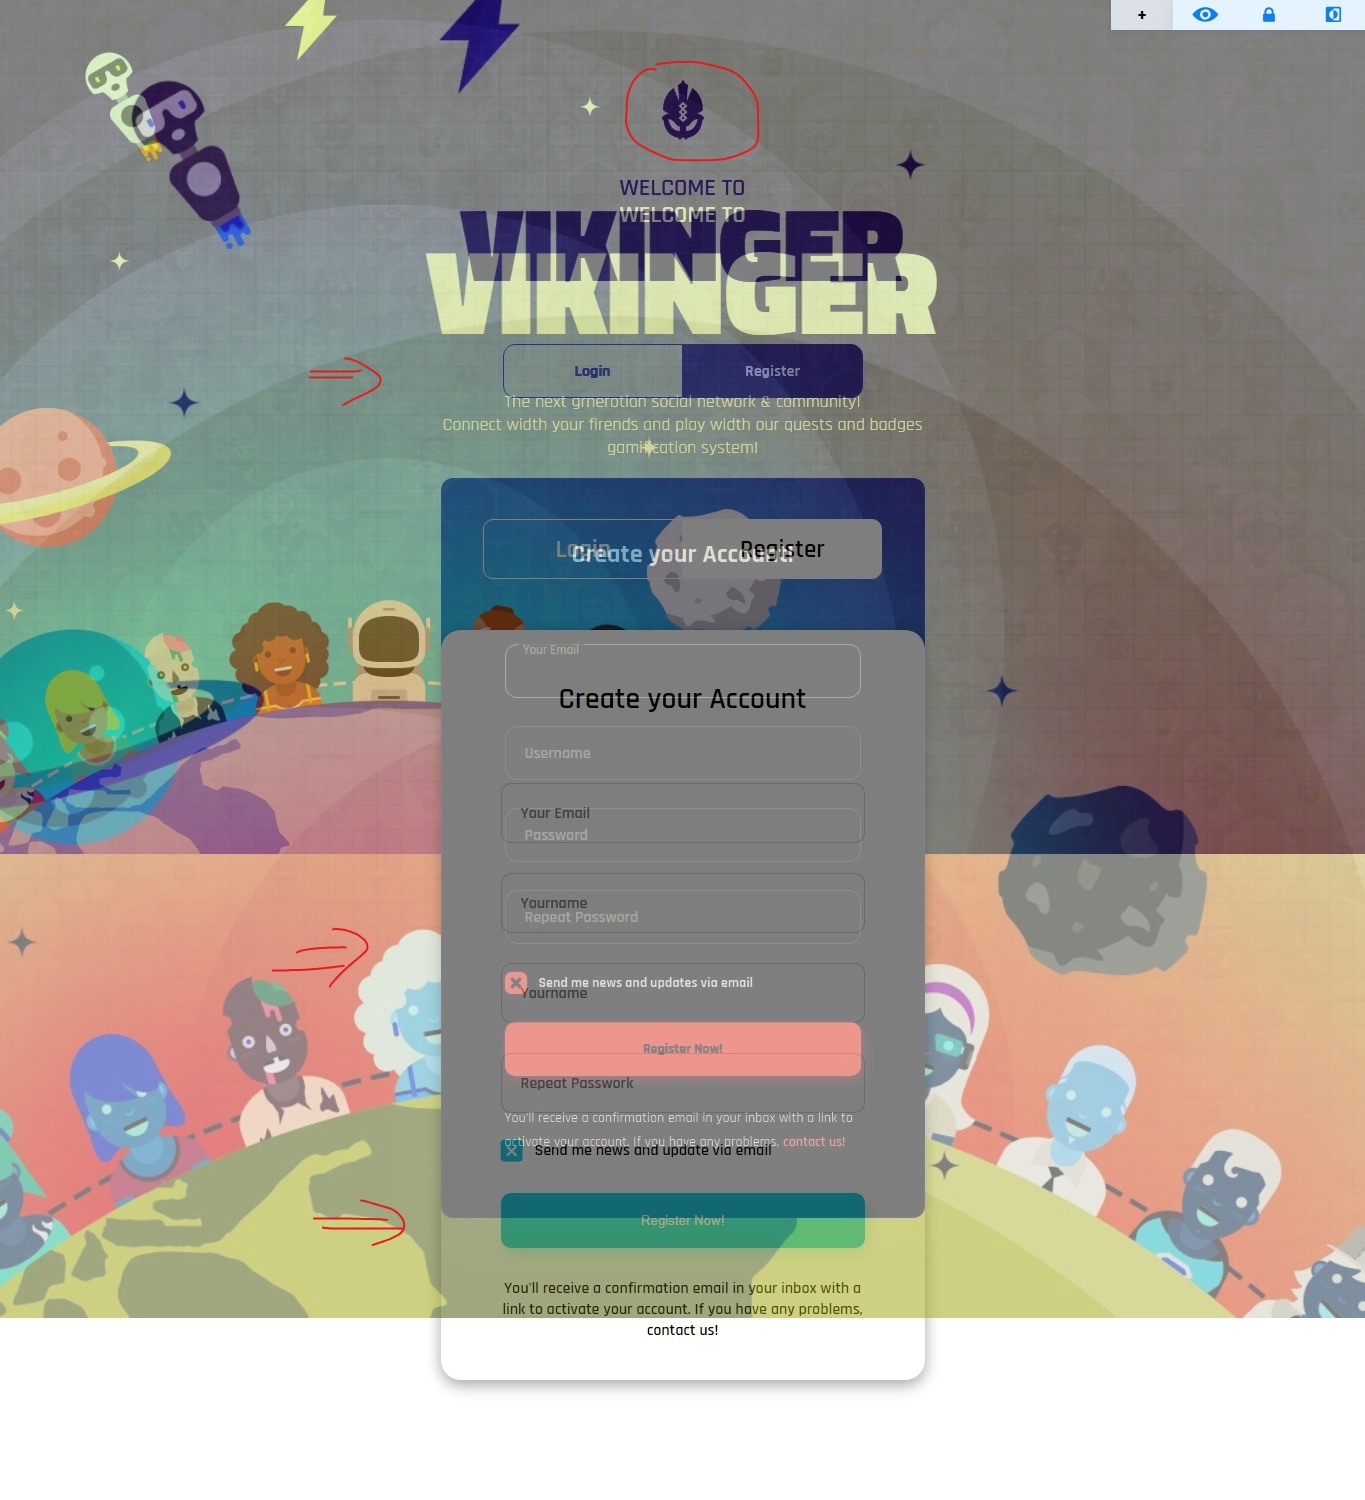 +
WELCOME TO
WELCOME TO
VIKINGER
VIKINGER
Login Register
The next grneration social network & community!
Connect width your firends and play width our quests and badges
gamification system!
Login Register
Create your Account!
Your Email
Create your Account
Username
Your Email
Password
Yourname
Repeat Password
Send me news and updates via email
Yourname
Register Now!
Repeat Passwork
You'll receive a confirmation email in your inbox with a link to
activate your account. If you have any problems, contact us!
Send me news and update via email
Register Now!
You'll receive a confirmation email in your inbox with a
link to activate your account. If you have any problems,
contact us!